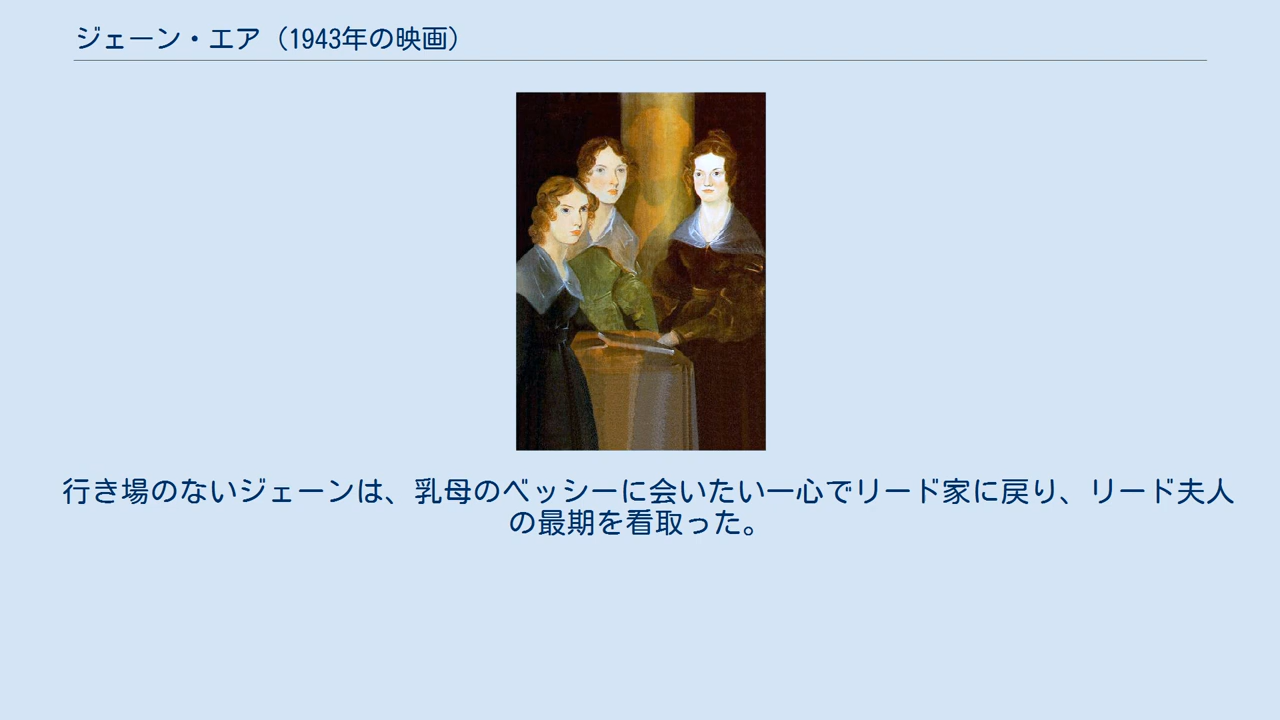 ジェーン・エア（1943年の映画）
行き場のないジェーンは、乳母のベッシーに会いたい一心でリード家に戻り、リード夫人
の最期を看取った。